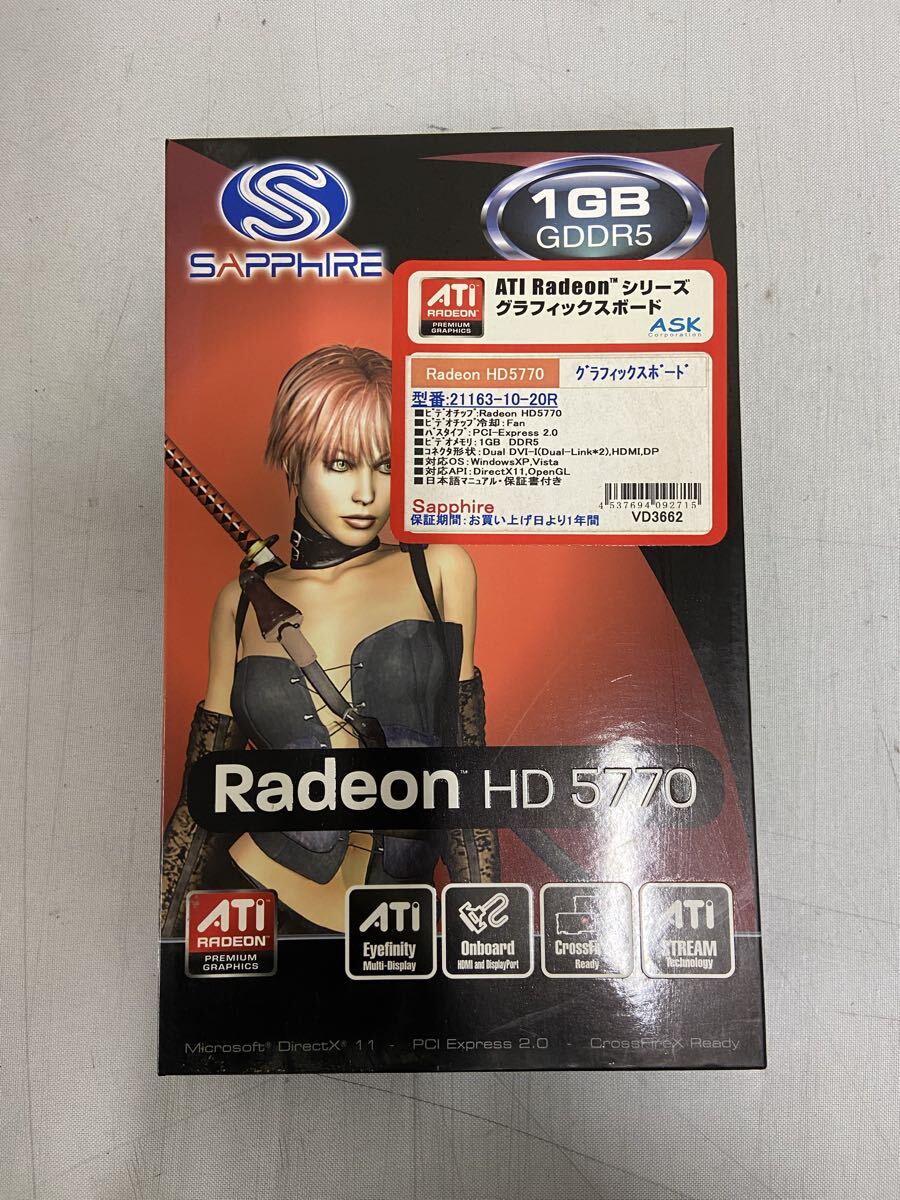 SAPPHIRE
1GB
GDDR5
ATI
RADEON™
PREMIUM
GRAPHICS
ATI Radeon™ シリーズ
グラフィックスボード
ASK
Corporation
Radeon HD5770
グラフィックスボード
型番:21163-10-20R
■ビデオチップ:Radeon HD5770
■ビデオチップ冷却:Fan
■バスタイプ:PCI-Express 2.0
■ビデオメモリ:1GB DDR5
■コネクタ形状:Dual DVI-I(Dual-Link*2),HDMI,DP
■対応OS:WindowsXP,Vista
■対応API:DirectX11,OpenGL
■日本語マニュアル・保証書付き
Sapphire
保証期間:お買い上げ日より1年間
4 537694 092715
VD3662
Radeon™ HD 5770
ATI
RADEON™
PREMIUM
GRAPHICS
ATI
Eyefinity
Multi-Display
Onboard
HDMI and DisplayPort
CrossFireX
Ready
ATI
STREAM
Technology
Microsoft® DirectX® 11 - PCI Express 2.0 - CrossFireX Ready